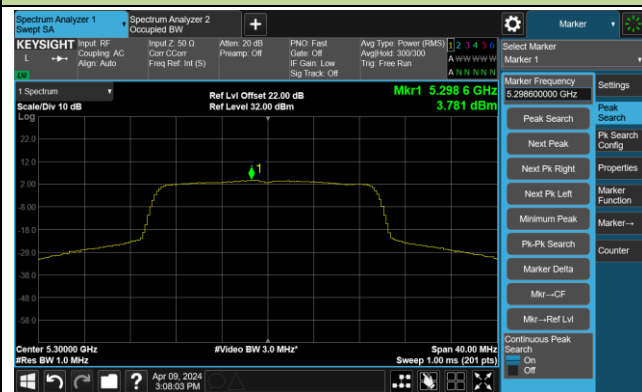 Spectrum Analyzer 1
Swept SA
Spectrum Analyzer 2
Occupied BW
+
Marker
KEYSIGHT
L
Input: RF
Coupling: AC
Align: Auto
Input Z: 50 Ω
Corr CCorr
Freq Ref: Int (S)
Atten: 20 dB
Preamp: Off
PNO: Fast
Gate: Off
IF Gain: Low
Sig Track: Off
Avg Type: Power (RMS)
Avg|Hold: 300/300
Trig: Free Run
1 2 3 4 5 6
A W W W W W
A N N N N N
Select Marker
Marker 1
1 Spectrum
Scale/Div 10 dB
Log
Ref Lvl Offset 22.00 dB
Ref Level 32.00 dBm
Mkr1 5.298 6 GHz
3.781 dBm
22.0
12.0
2.00
-8.00
-18.0
-28.0
-38.0
-48.0
-58.0
1
Center 5.30000 GHz
#Res BW 1.0 MHz
#Video BW 3.0 MHz*
Span 40.00 MHz
Sweep 1.00 ms (201 pts)
Marker Frequency
5.298600000 GHz
Peak Search
Next Peak
Next Pk Right
Next Pk Left
Minimum Peak
Pk-Pk Search
Marker Delta
Mkr→CF
Mkr→Ref Lvl
Continuous Peak
Search
On
Off
Settings
Peak
Search
Pk Search
Config
Properties
Marker
Function
Marker→
Counter
?
Apr 09, 2024
3:08:03 PM